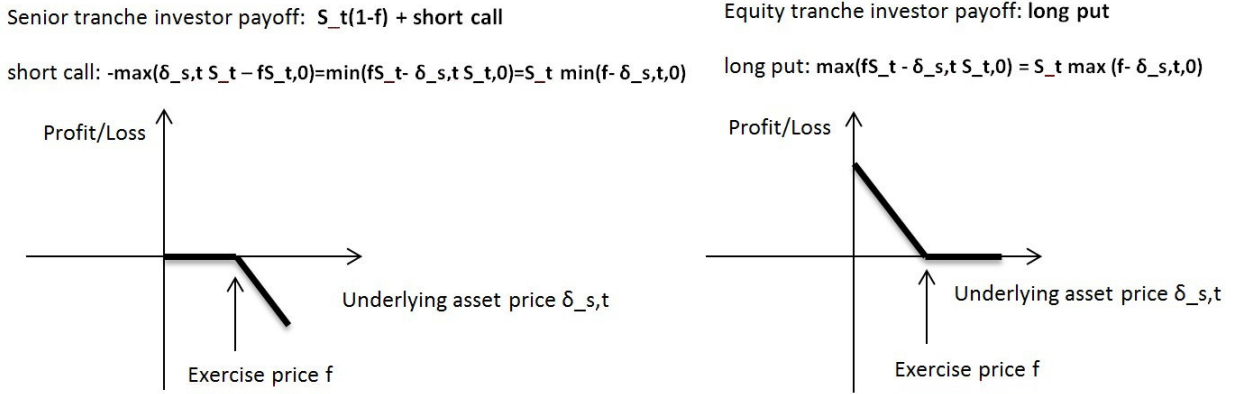 Senior tranche investor payoff: S_t(1-f) + short call
short call: -max(δ_s,t S_t – fS_t,0)=min(fS_t- δ_s,t S_t,0)=S_t min(f- δ_s,t,0)
Profit/Loss
Underlying asset price δ_s,t
Exercise price f
Equity tranche investor payoff: long put
long put: max(fS_t - δ_s,t S_t,0) = S_t max (f- δ_s,t,0)
Profit/Loss
Underlying asset price δ_s,t
Exercise price f